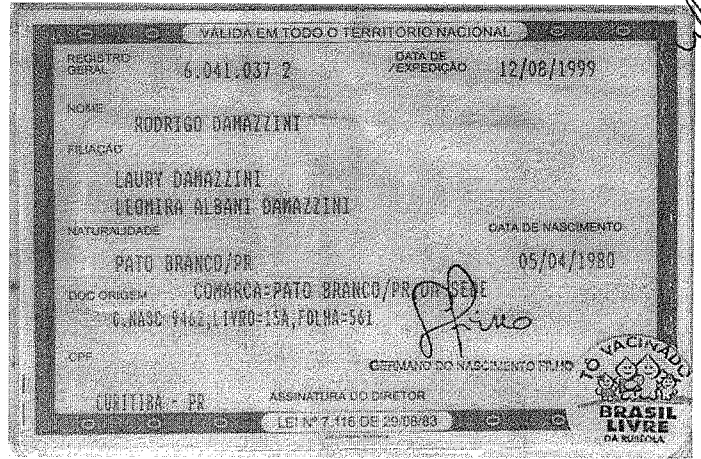 VÁLIDA EM TODO O TERRITÓRIO NACIONAL
REGISTRO GERAL 6.041.037-2 DATA DE EXPEDIÇÃO 12/08/1999
NOME
RODRIGO DAMAZZINI
FILIAÇÃO
LAURY DAMAZZINI
LEOMIRA ALBANI DAMAZZINI
NATURALIDADE DATA DE NASCIMENTO
PATO BRANCO/PR 05/04/1980
DOC ORIGEM COMARCA=PATO BRANCO/PR, DA SEDE
C.NASC 9462, LIVRO=15A, FOLHA=561
CPF
GERMANO DO NASCIMENTO FILHO
CURITIBA - PR ASSINATURA DO DIRETOR
LEI Nº 7.116 DE 29/08/83
TÔ VACINADO
BRASIL
LIVRE
DA RUBÉOLA